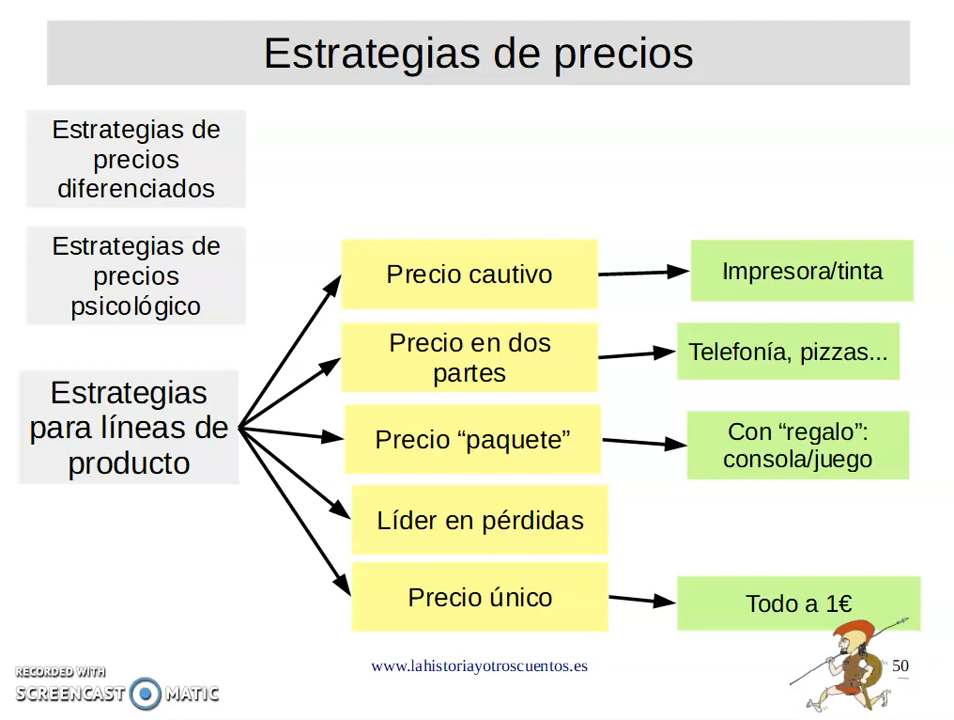 Estrategias de precios
Estrategias de
precios
diferenciados
Estrategias de
precios
psicológico
Estrategias
para líneas de
producto
Precio cautivo
Impresora/tinta
Precio en dos
partes
Telefonía, pizzas...
Precio “paquete”
Con “regalo”:
consola/juego
Líder en pérdidas
Precio único
Todo a 1€
www.lahistoriayotroscuentos.es
50
RECORDED WITH
SCREENCAST MATIC